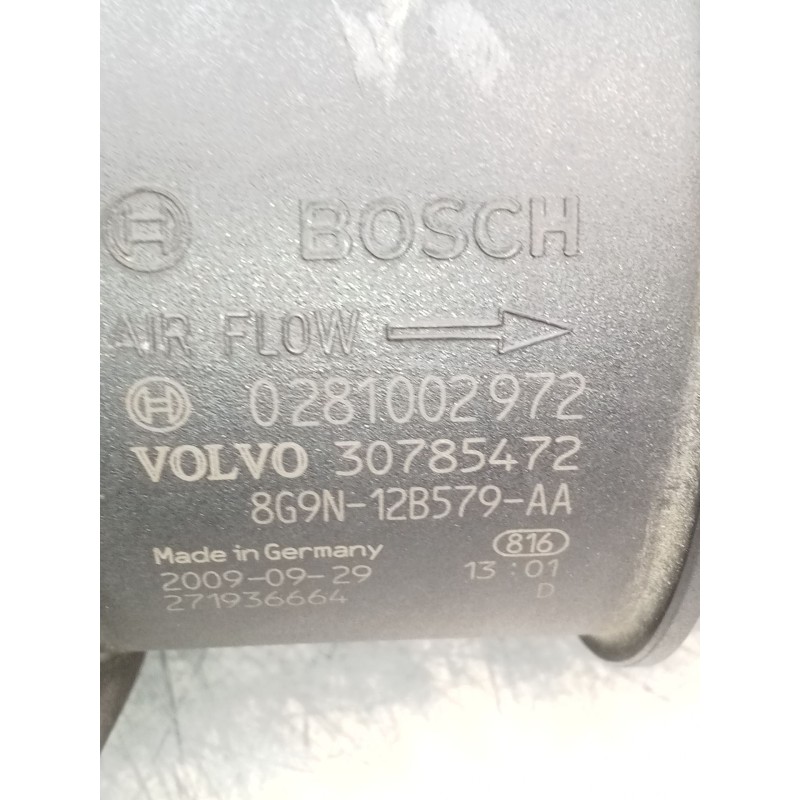 BOSCH
AIR FLOW
0281002972
VOLVO 30785472
8G9N-12B579-AA
Made in Germany 816
2009-09-29 13:01
271936664 D